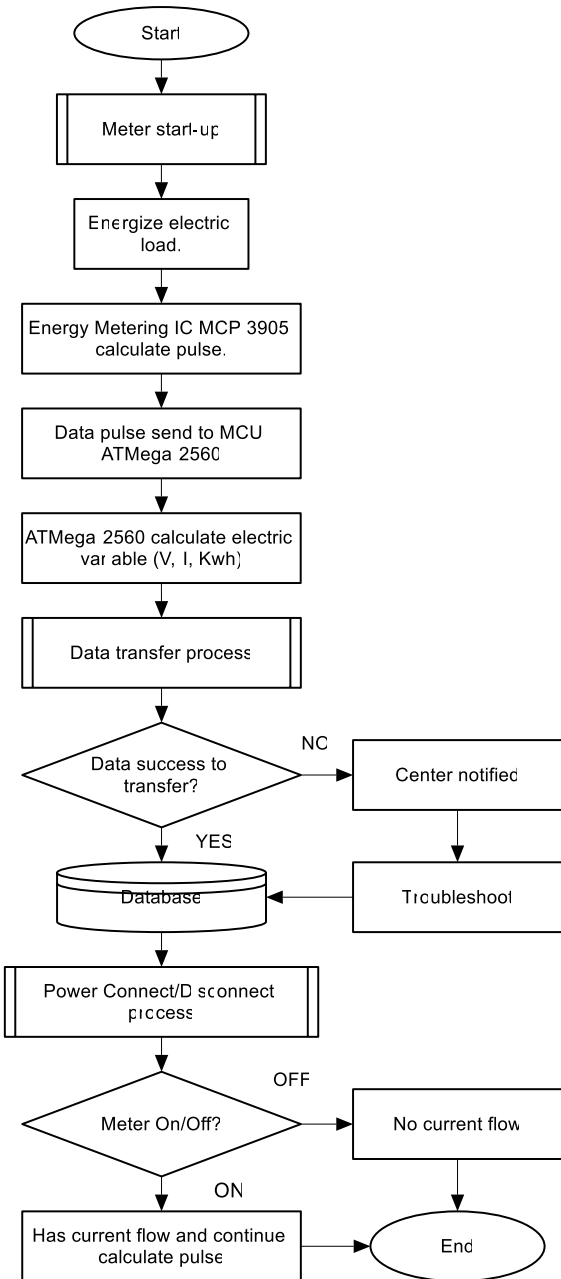 Start
Meter start-up
Energize electric
load.
Energy Metering IC MCP 3905
calculate pulse.
Data pulse send to MCU
ATMega 2560
ATMega 2560 calculate electric
variable (V, I, Kwh)
Data transfer process
Data success to
transfer?
NO
Center notified
YES
Database
Troubleshoot
Power Connect/Disconnect
process
OFF
Meter On/Off?
No current flow
ON
Has current flow and continue
calculate pulse
End